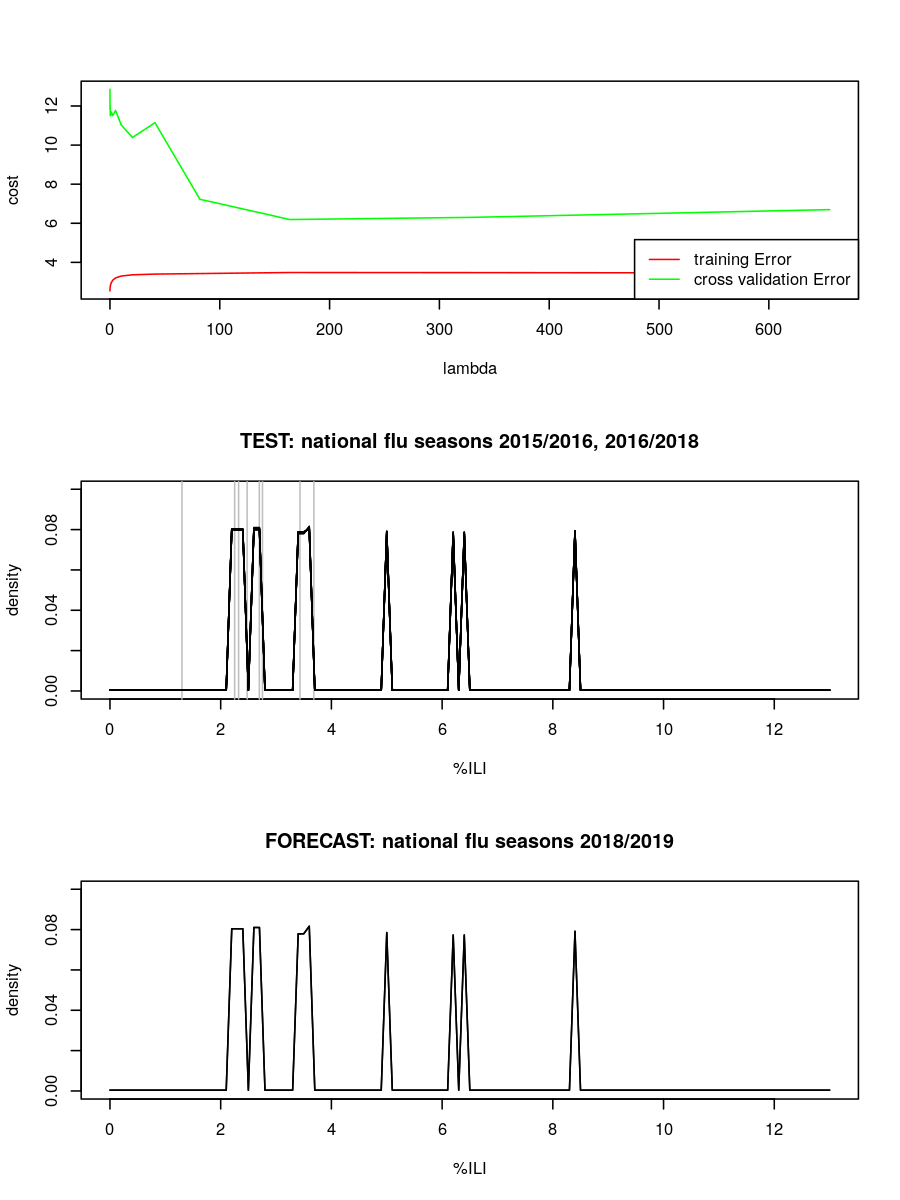 12
10
8
6
4
cost
training Error
cross validation Error
0 100 200 300 400 500 600
lambda
TEST: national flu seasons 2015/2016, 2016/2018
0.08
0.04
0.00
density
0 2 4 6 8 10 12
%ILI
FORECAST: national flu seasons 2018/2019
0.08
0.04
0.00
density
0 2 4 6 8 10 12
%ILI